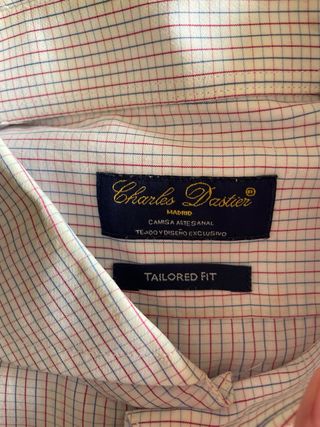 Charles Dastier
MADRID
CAMISA ARTESANAL
TEJIDO Y DISEÑO EXCLUSIVO
TAILORED FIT